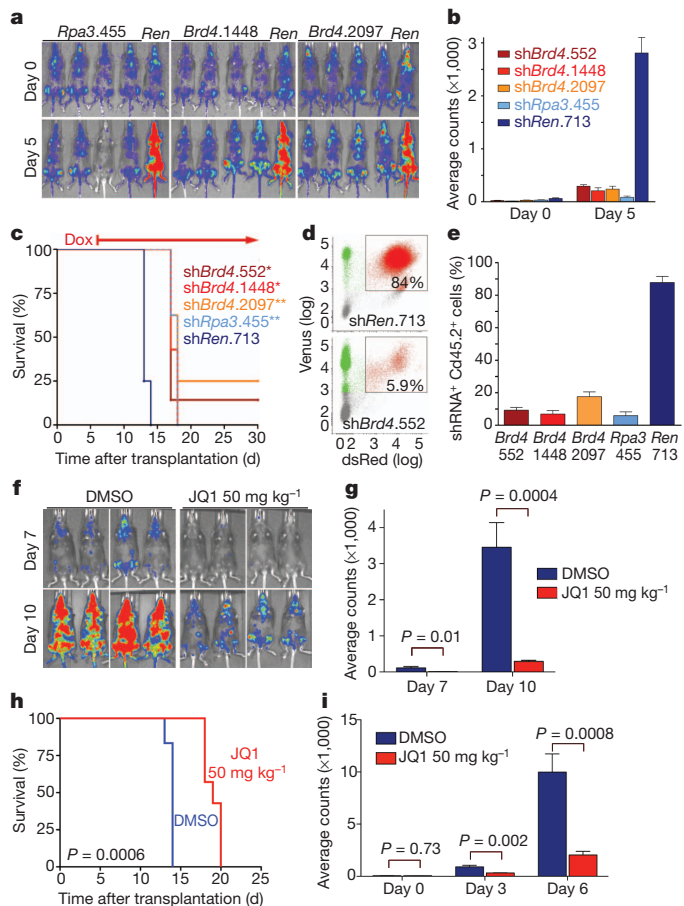 a
Rpa3.455 Ren Brd4.1448 Ren Brd4.2097 Ren
Day 0
Day 5
b
Average counts (×1,000)
3
2
1
0
shBrd4.552
shBrd4.1448
shBrd4.2097
shRpa3.455
shRen.713
Day 0 Day 5
c
Survival (%)
100
75
50
25
0
Dox
shBrd4.552*
shBrd4.1448*
shBrd4.2097**
shRpa3.455**
shRen.713
0 5 10 15 20 25 30
Time after transplantation (d)
d
Venus (log)
5
4
3
2
0
84%
shRen.713
5
4
3
2
0
5.9%
shBrd4.552
0 2 3 4 5
dsRed (log)
e
shRNA+ Cd45.2+ cells (%)
100
80
60
40
20
0
Brd4 Brd4 Brd4 Rpa3 Ren
552 1448 2097 455 713
f
DMSO JQ1 50 mg kg−1
Day 7
Day 10
g
Average counts (×1,000)
4
3
2
1
0
P = 0.0004
DMSO
JQ1 50 mg kg−1
P = 0.01
Day 7 Day 10
h
Survival (%)
100
75
50
25
0
JQ1
50 mg kg−1
DMSO
P = 0.0006
0 5 10 15 20 25
Time after transplantation (d)
i
Average counts (×1,000)
15
10
5
0
DMSO
JQ1 50 mg kg−1
P = 0.0008
P = 0.73
P = 0.002
Day 0 Day 3 Day 6